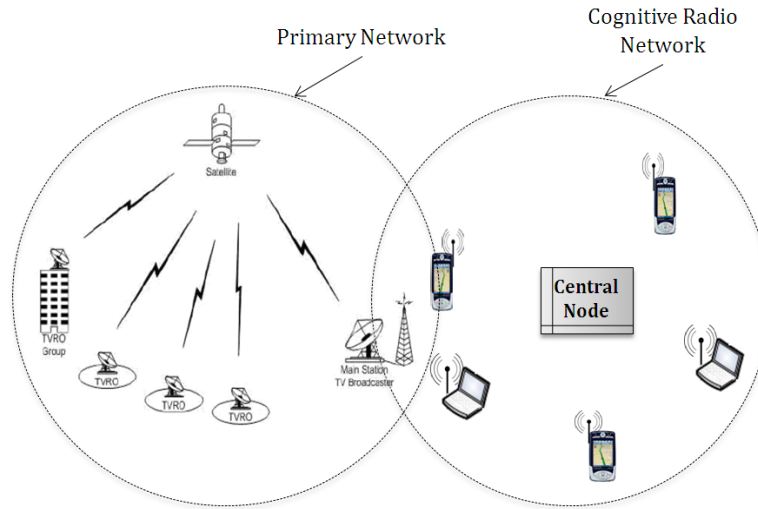 Primary Network
Cognitive Radio
Network
Satellite
Central
Node
TVRO
Group
Main Station
TV Broadcaster
TVRO
TVRO
TVRO